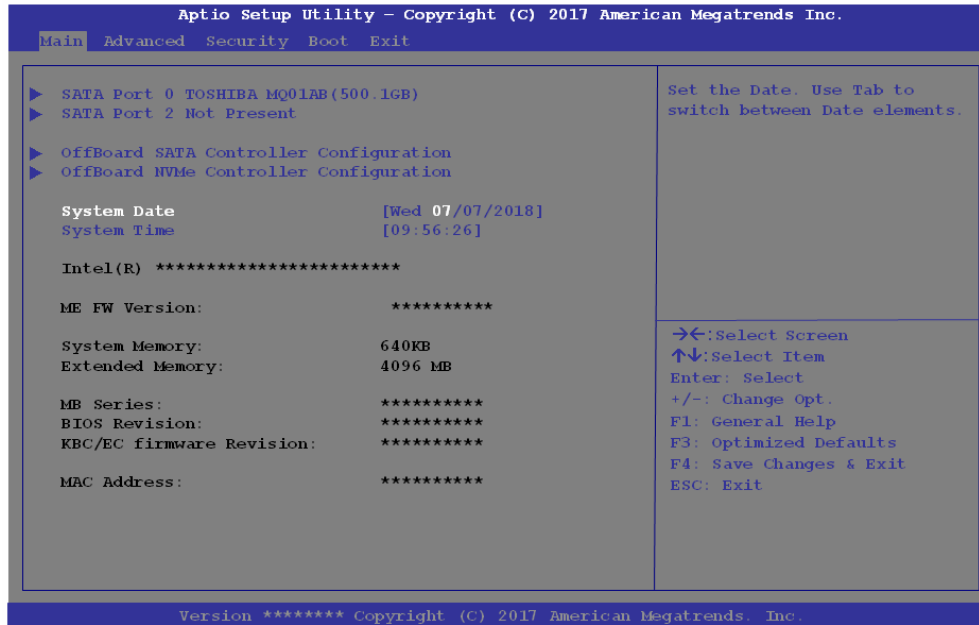 Aptio Setup Utility – Copyright (C) 2017 American Megatrends Inc.
Main Advanced Security Boot Exit
▶ SATA Port 0 TOSHIBA MQ01AB(500.1GB)
▶ SATA Port 2 Not Present
▶ OffBoard SATA Controller Configuration
▶ OffBoard NVMe Controller Configuration
System Date [Wed 07/07/2018]
System Time [09:56:26]
Intel(R) ************************
ME FW Version: **********
System Memory: 640KB
Extended Memory: 4096 MB
MB Series: **********
BIOS Revision: **********
KBC/EC firmware Revision: **********
MAC Address: **********
Set the Date. Use Tab to
switch between Date elements.
→←:Select Screen
↑↓:Select Item
Enter: Select
+/-: Change Opt.
F1: General Help
F3: Optimized Defaults
F4: Save Changes & Exit
ESC: Exit
Version ******** Copyright (C) 2017 American Megatrends. Inc.